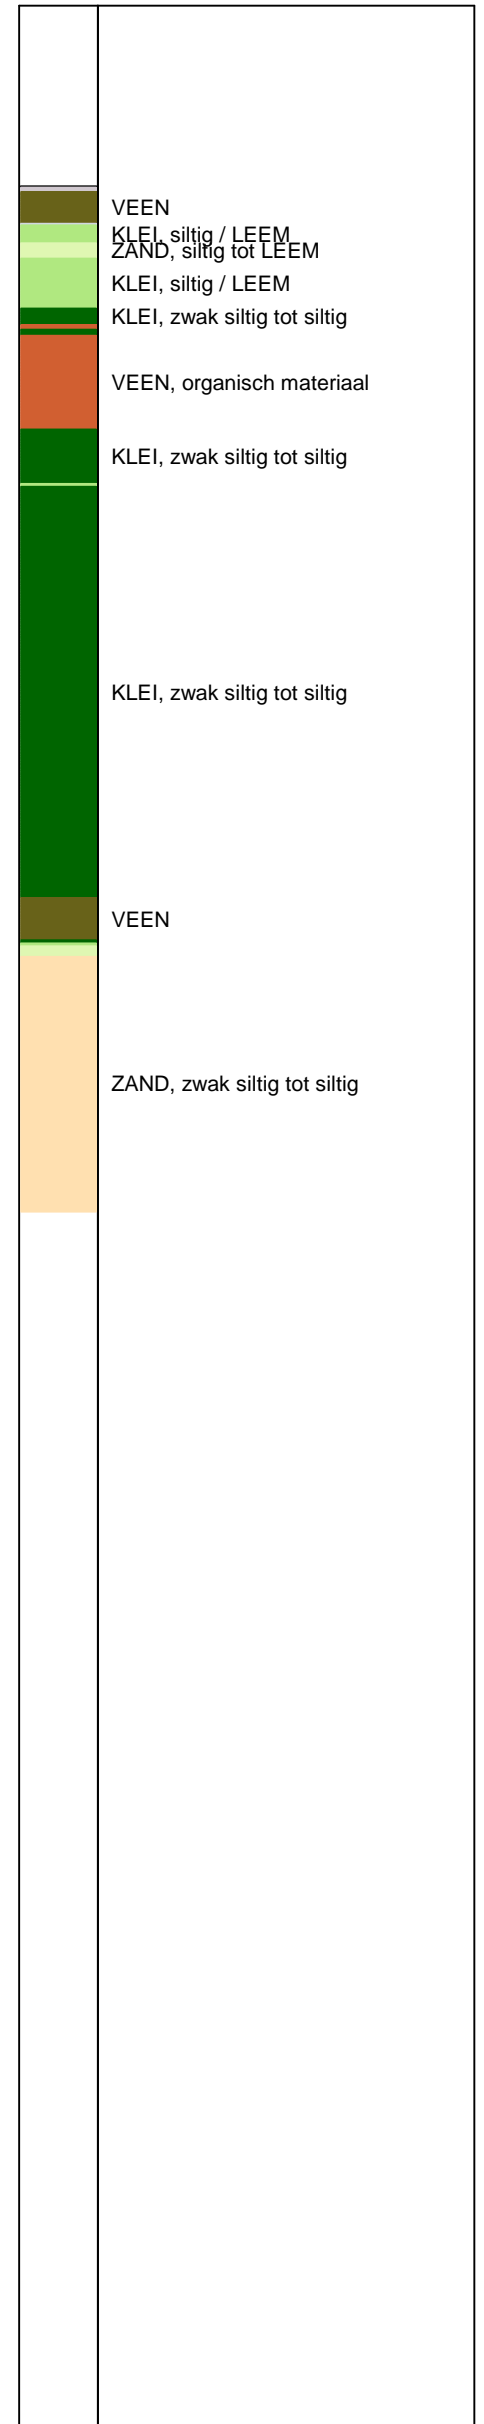 VEEN
KLEI, siltig / LEEM
ZAND, siltig tot LEEM
KLEI, siltig / LEEM
KLEI, zwak siltig tot siltig
VEEN, organisch materiaal
KLEI, zwak siltig tot siltig
KLEI, zwak siltig tot siltig
VEEN
ZAND, zwak siltig tot siltig